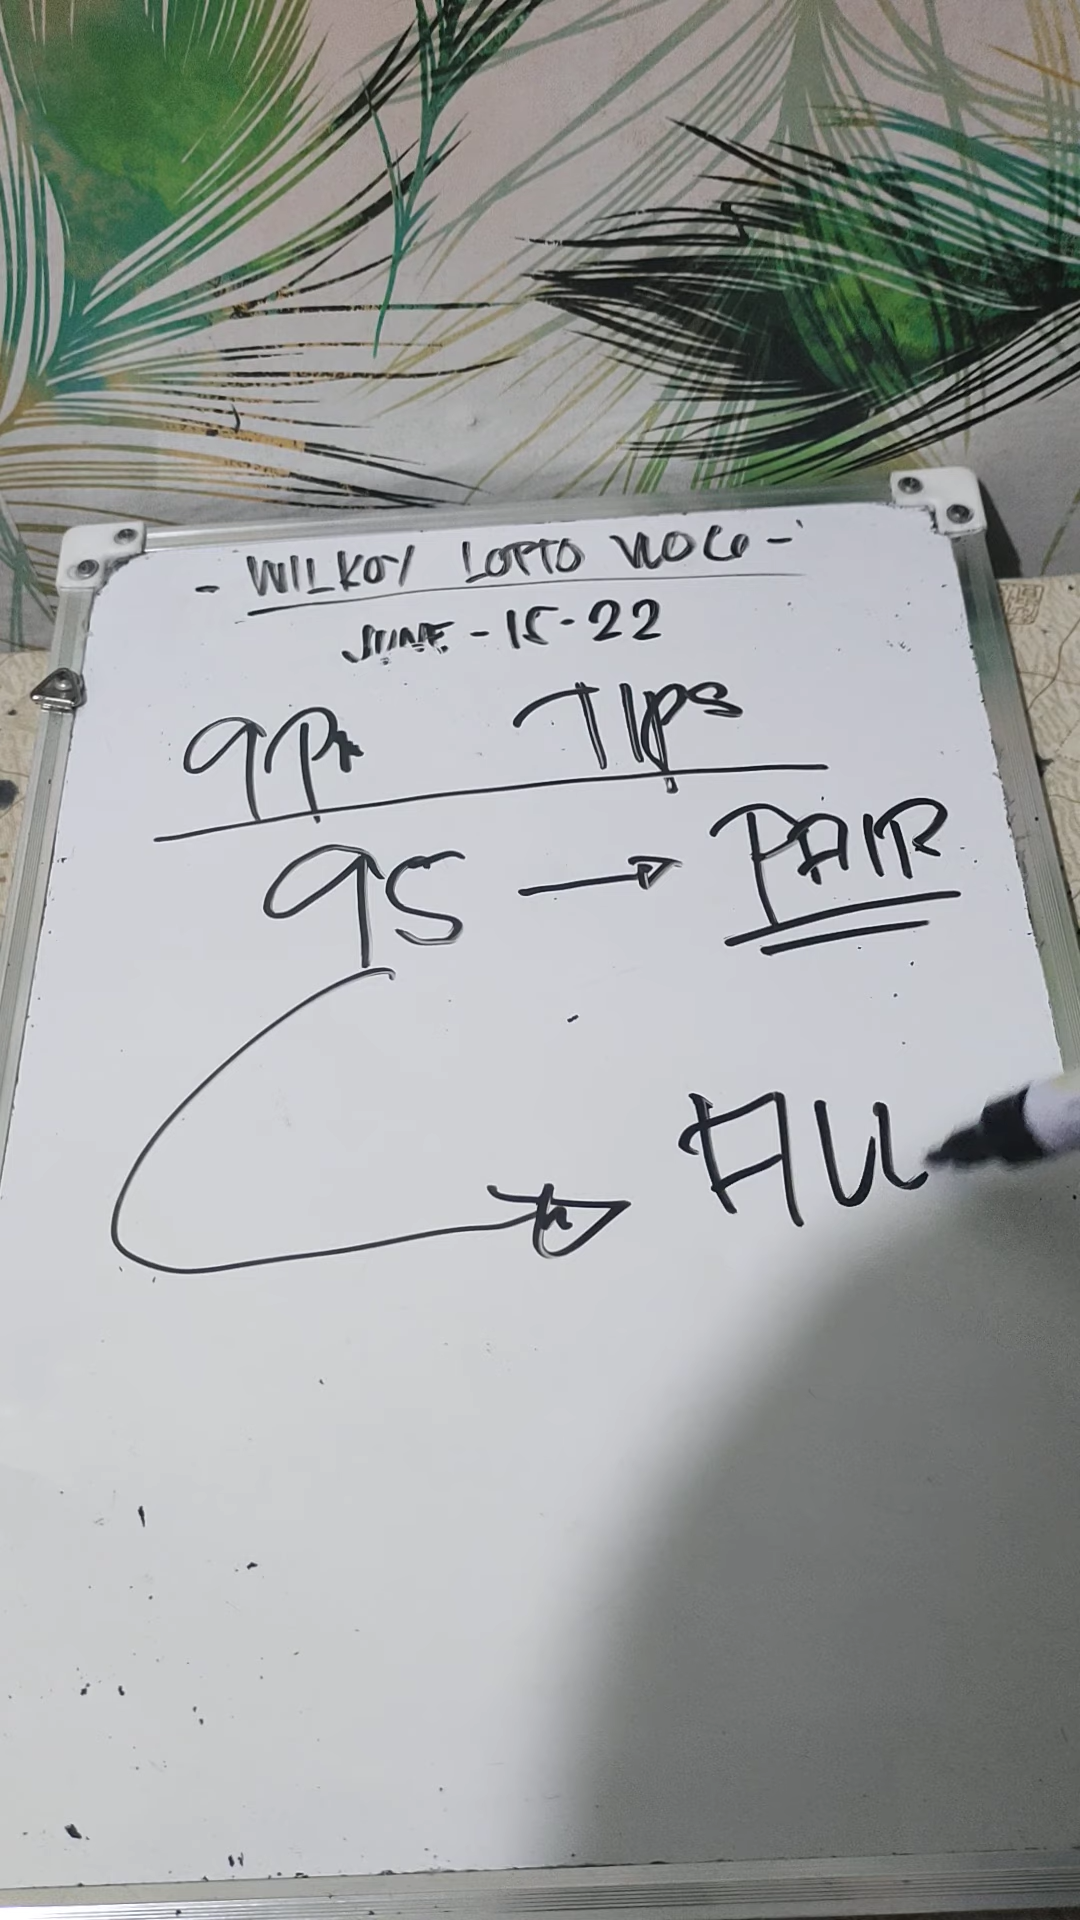 - WILKOY LOTTO VLOG -
JUNE - 15 - 22
9PM TIPS
95 → PAIR